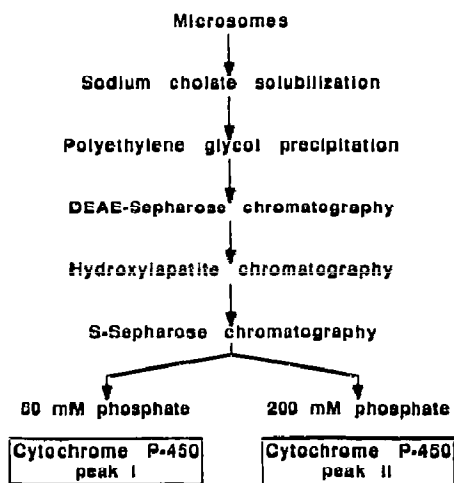 Microsomes
Sodium cholate solubilization
Polyethylene glycol precipitation
DEAE-Sepharose chromatography
Hydroxylapatite chromatography
S-Sepharose chromatography
60 mM phosphate
200 mM phosphate
Cytochrome P-450
peak I
Cytochrome P-450
peak II